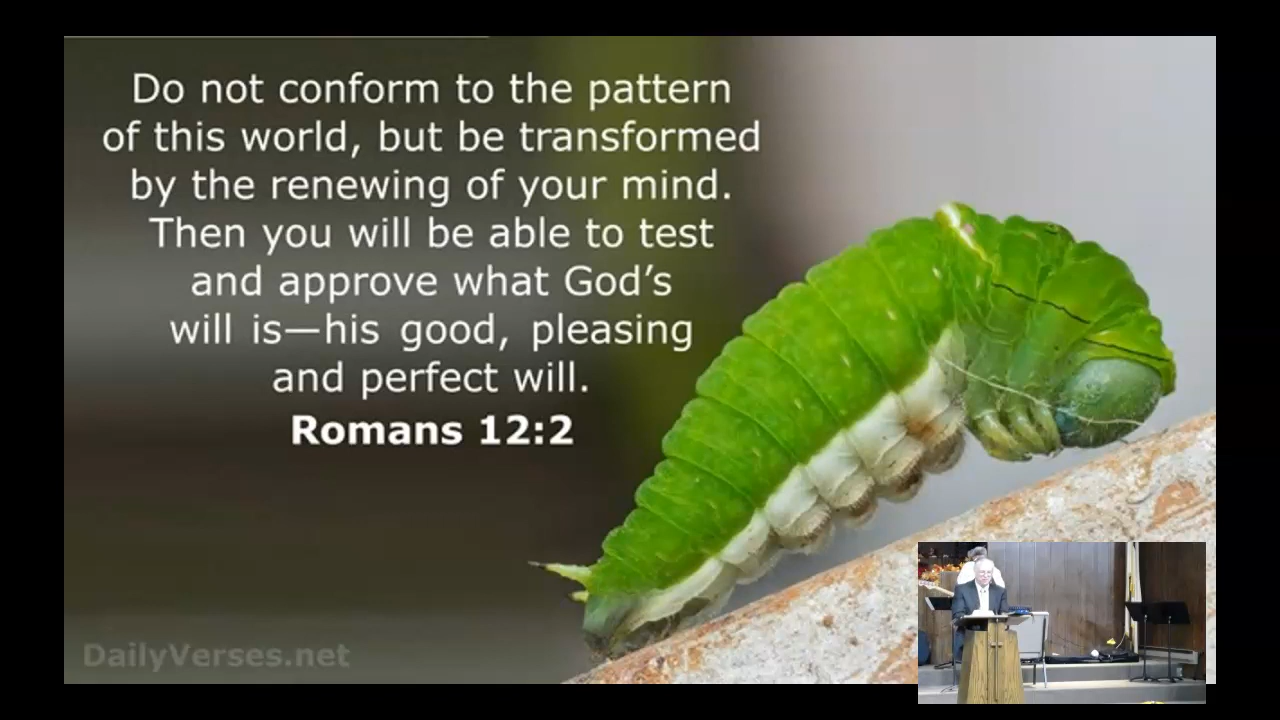 Do not conform to the pattern
of this world, but be transformed
by the renewing of your mind.
Then you will be able to test
and approve what God’s
will is—his good, pleasing
and perfect will.
Romans 12:2
DailyVerses.net